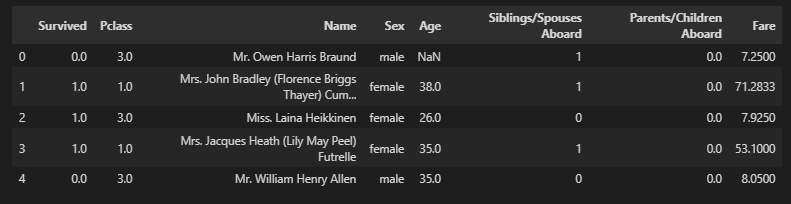 Survived Pclass Name Sex Age Siblings/Spouses Aboard Parents/Children Aboard Fare
0 0.0 3.0 Mr. Owen Harris Braund male NaN 1 0.0 7.2500
1 1.0 1.0 Mrs. John Bradley (Florence Briggs Thayer) Cum... female 38.0 1 0.0 71.2833
2 1.0 3.0 Miss. Laina Heikkinen female 26.0 0 0.0 7.9250
3 1.0 1.0 Mrs. Jacques Heath (Lily May Peel) Futrelle female 35.0 1 0.0 53.1000
4 0.0 3.0 Mr. William Henry Allen male 35.0 0 0.0 8.0500